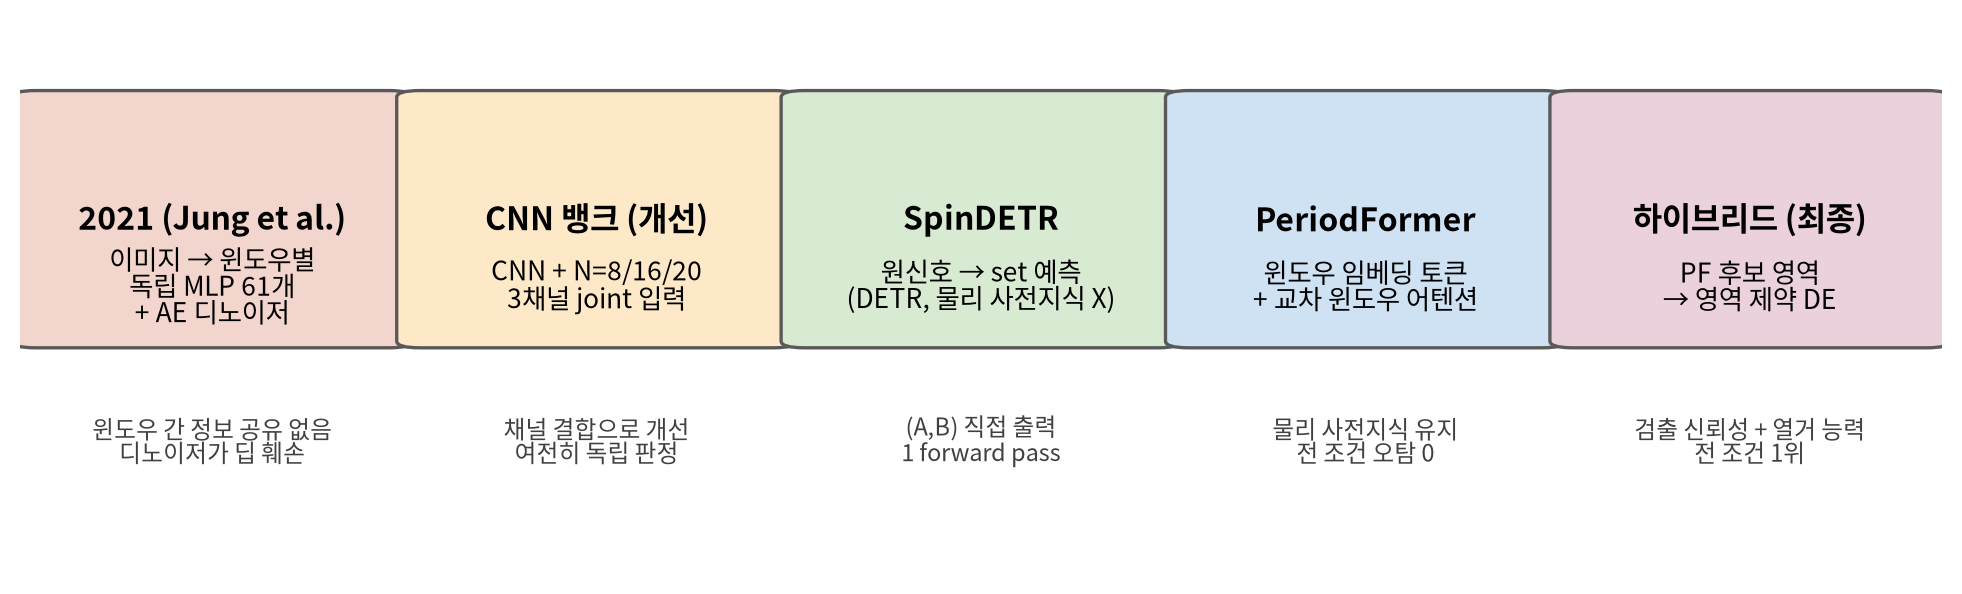 2021 (Jung et al.)
이미지 → 윈도우별
독립 MLP 61개
+ AE 디노이저
윈도우 간 정보 공유 없음
디노이저가 딥 훼손
CNN 뱅크 (개선)
CNN + N=8/16/20
3채널 joint 입력
채널 결합으로 개선
여전히 독립 판정
SpinDETR
원신호 → set 예측
(DETR, 물리 사전지식 X)
(A,B) 직접 출력
1 forward pass
PeriodFormer
윈도우 임베딩 토큰
+ 교차 윈도우 어텐션
물리 사전지식 유지
전 조건 오탐 0
하이브리드 (최종)
PF 후보 영역
→ 영역 제약 DE
검출 신뢰성 + 열거 능력
전 조건 1위